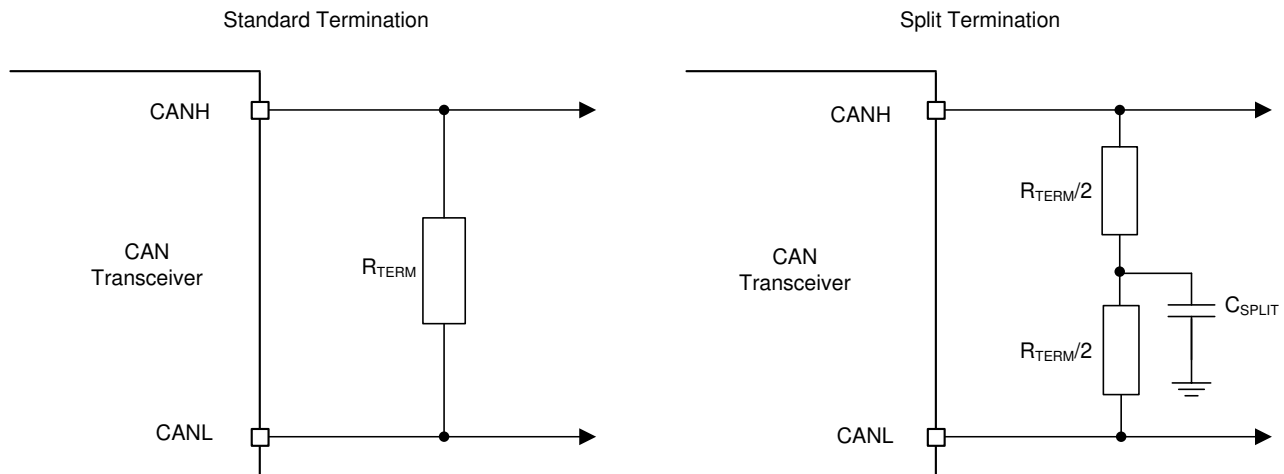 Standard Termination
CANH
CAN
Transceiver
RTERM
CANL
Split Termination
CANH
RTERM/2
CAN
Transceiver
CSPLIT
RTERM/2
CANL